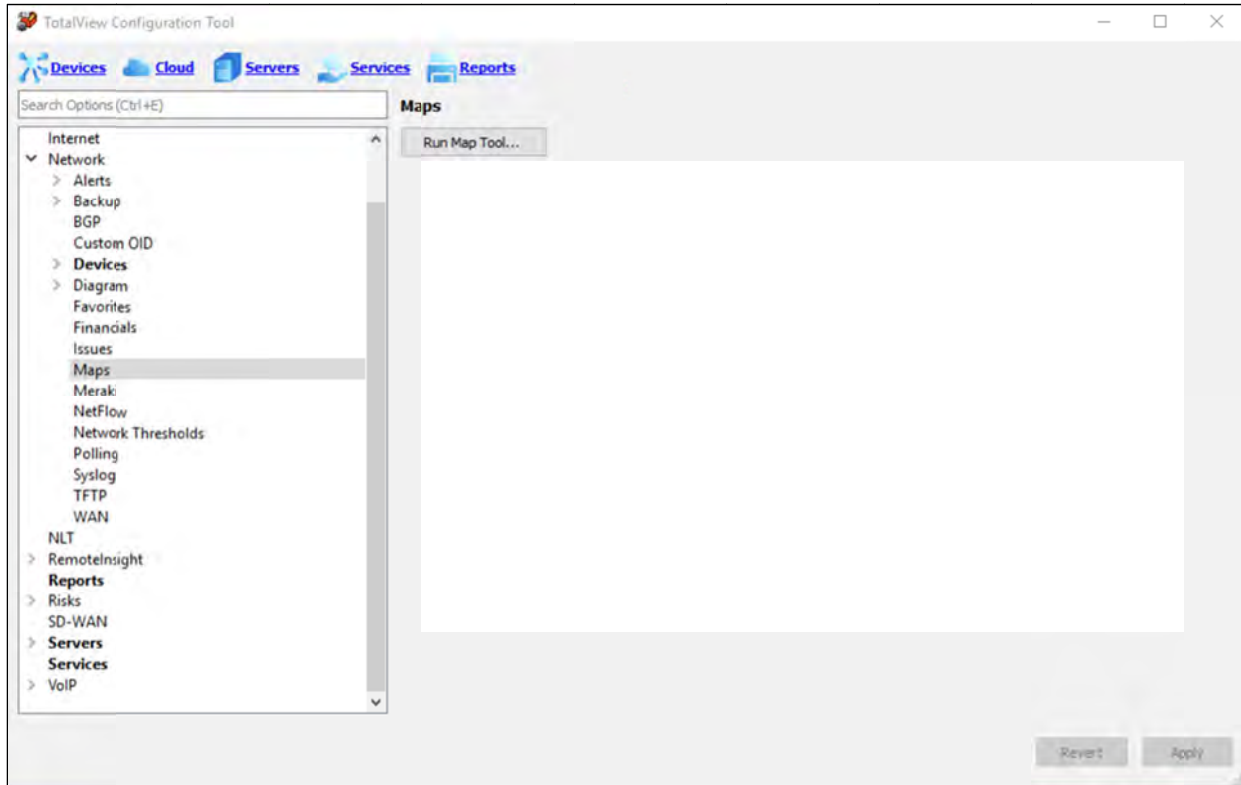 TotalView Configuration Tool
Devices Cloud Servers Services Reports
Search Options (Ctrl+E)
Maps
Run Map Tool...
Internet
Network
Alerts
Backup
BGP
Custom OID
Devices
Diagram
Favorites
Financials
Issues
Maps
Meraki
NetFlow
Network Thresholds
Polling
Syslog
TFTP
WAN
NLT
RemoteInsight
Reports
Risks
SD-WAN
Servers
Services
VoIP
Revert Apply